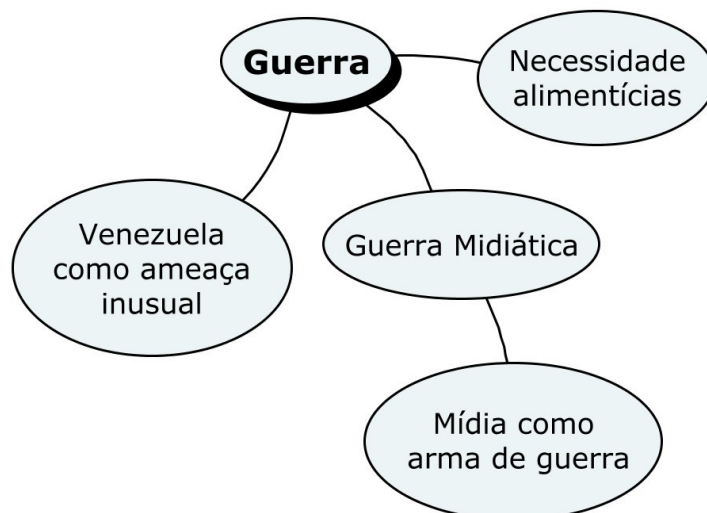 Guerra
Necessidade
alimentícias
Venezuela
como ameaça
inusual
Guerra Midiática
Mídia como
arma de guerra